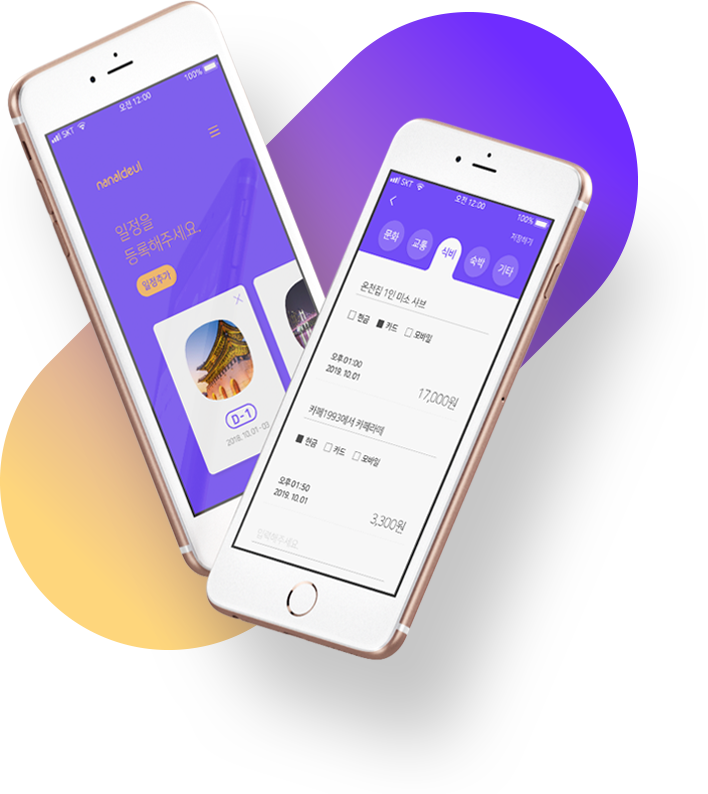 SKT
오전 12:00
100%
nanaldeul
일정을
등록해주세요.
일정추가
D-1
2019. 10. 01 - 03
SKT
오전 12:00
100%
저장하기
문화
교통
식비
숙박
기타
온천집 1인 미소 샤브
현금
카드
모바일
오후 01:00
2019. 10. 01
17,000원
카페1993에서 카페라떼
현금
카드
모바일
오후 01:50
2019. 10. 01
3,300원
입력해주세요.